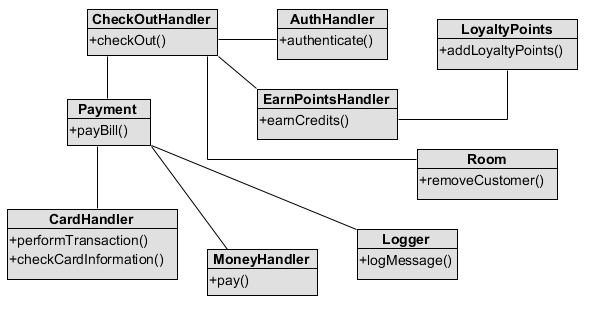 CheckOutHandler
+checkOut()
AuthHandler
+authenticate()
LoyaltyPoints
+addLoyaltyPoints()
EarnPointsHandler
+earnCredits()
Payment
+payBill()
Room
+removeCustomer()
CardHandler
+performTransaction()
+checkCardInformation()
MoneyHandler
+pay()
Logger
+logMessage()